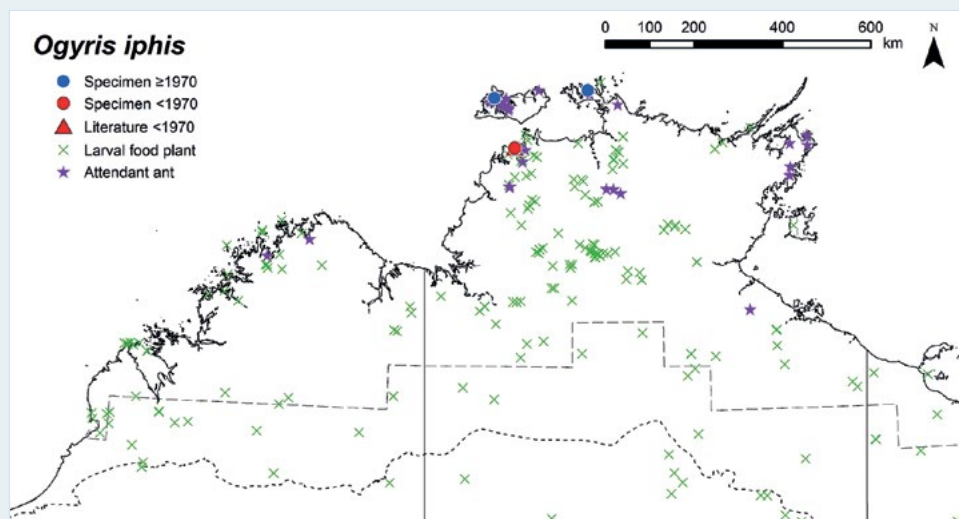 Ogyris iphis
Specimen ≥1970
Specimen <1970
Literature <1970
Larval food plant
Attendant ant
0 100 200 300 400 600
km
N